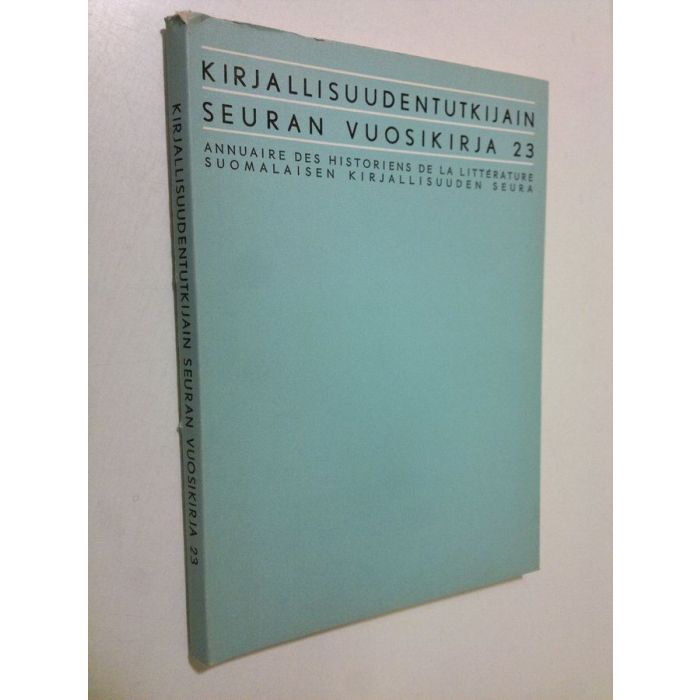 KIRJALLISUUDENTUTKIJAIN
SEURAN VUOSIKIRJA 23
ANNUAIRE DES HISTORIENS DE LA LITTÉRATURE
SUOMALAISEN KIRJALLISUUDEN SEURA
KIRJALLISUUDENTUTKIJAIN SEURAN VUOSIKIRJA 23